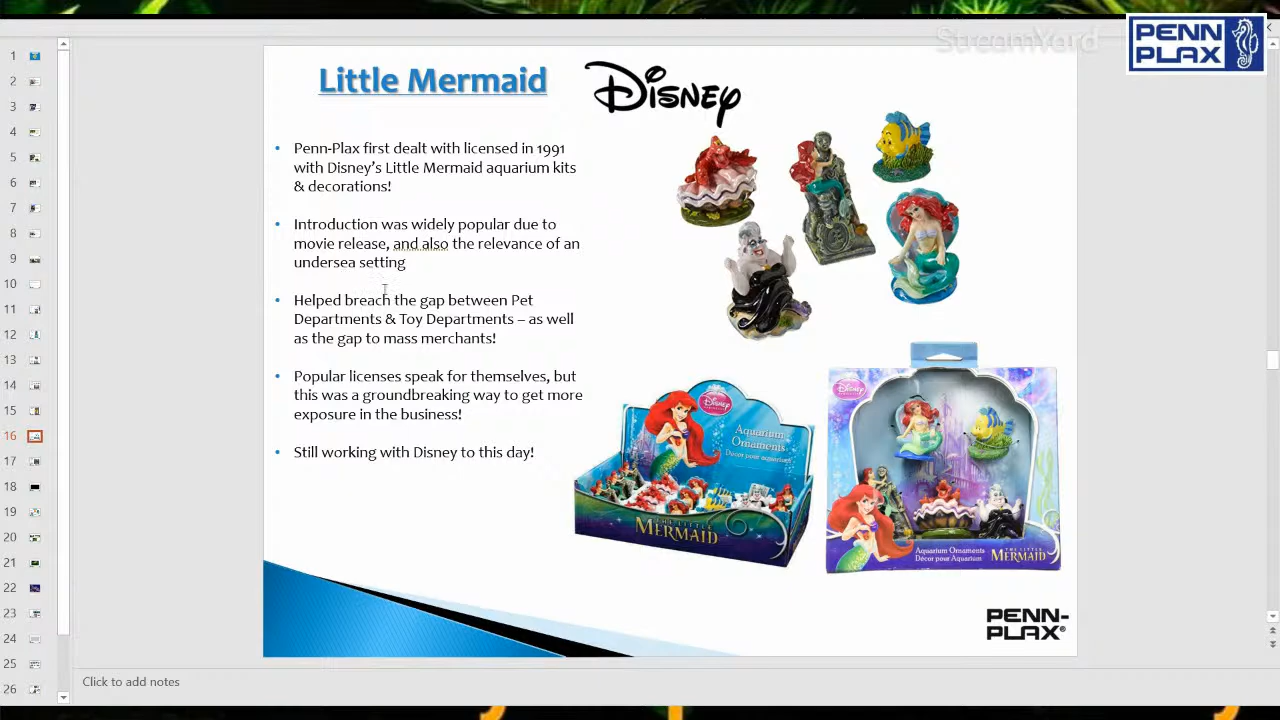 StreamYard
PENN
PLAX
1
2
3
4
5
6
7
8
9
10
11
12
13
14
15
16
17
18
19
20
21
22
23
24
25
26
Little Mermaid
Disney
• Penn-Plax first dealt with licensed in 1991
with Disney's Little Mermaid aquarium kits
& decorations!
• Introduction was widely popular due to
movie release, and also the relevance of an
undersea setting
• Helped breach the gap between Pet
Departments & Toy Departments – as well
as the gap to mass merchants!
• Popular licenses speak for themselves, but
this was a groundbreaking way to get more
exposure in the business!
• Still working with Disney to this day!
Disney
Aquarium
Ornaments
Décor pour aquarium
THE LITTLE
MERMAID
Disney
Aquarium Ornaments
Décor pour Aquarium
THE LITTLE
MERMAID
PENN-
PLAX®
Click to add notes